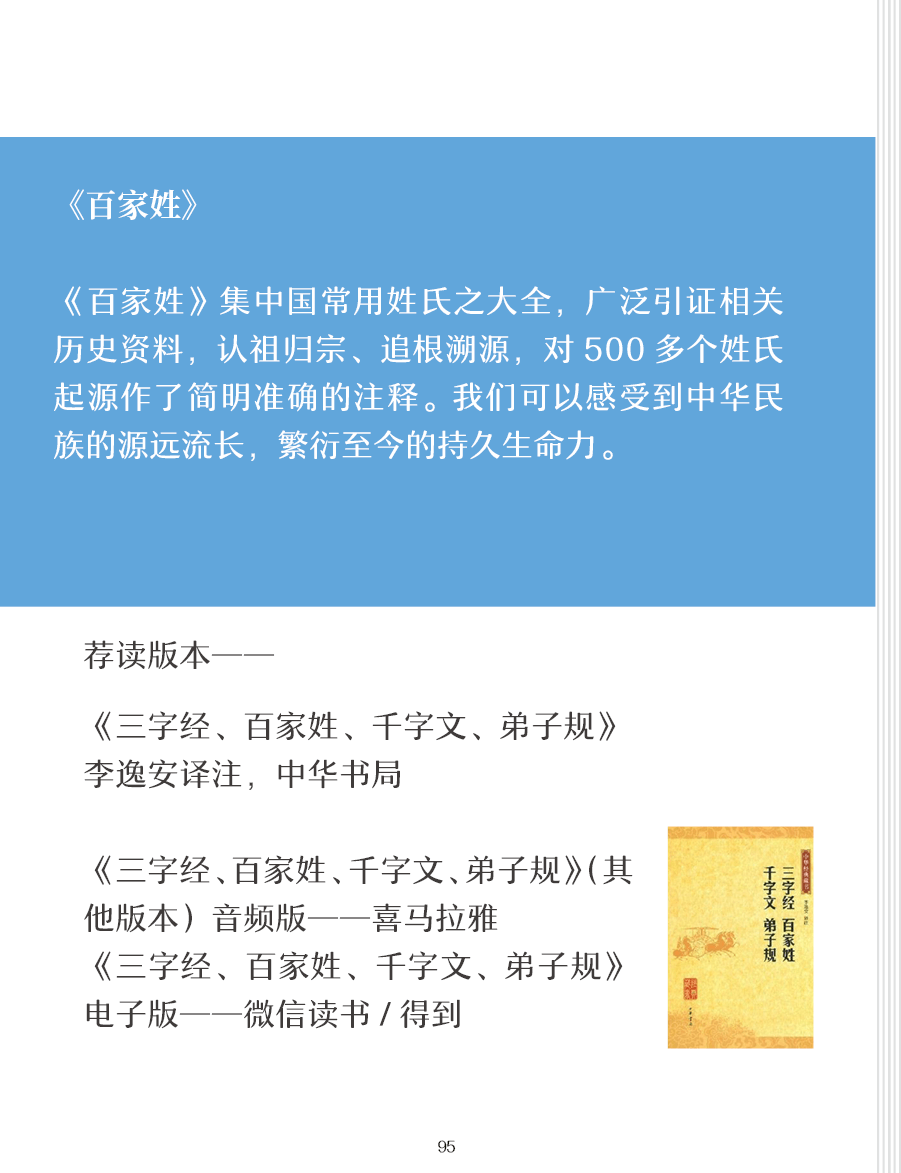 《百家姓》
《百家姓》集中国常用姓氏之大全，广泛引证相关
历史资料，认祖归宗、追根溯源，对 500 多个姓氏
起源作了简明准确的注释。我们可以感受到中华民
族的源远流长，繁衍至今的持久生命力。
荐读版本——
《三字经、百家姓、千字文、弟子规》
李逸安译注，中华书局
《三字经、百家姓、千字文、弟子规》（其
他版本）音频版——喜马拉雅
《三字经、百家姓、千字文、弟子规》
电子版——微信读书 / 得到
中华经典藏书
三字经 百家姓
千字文 弟子规
95